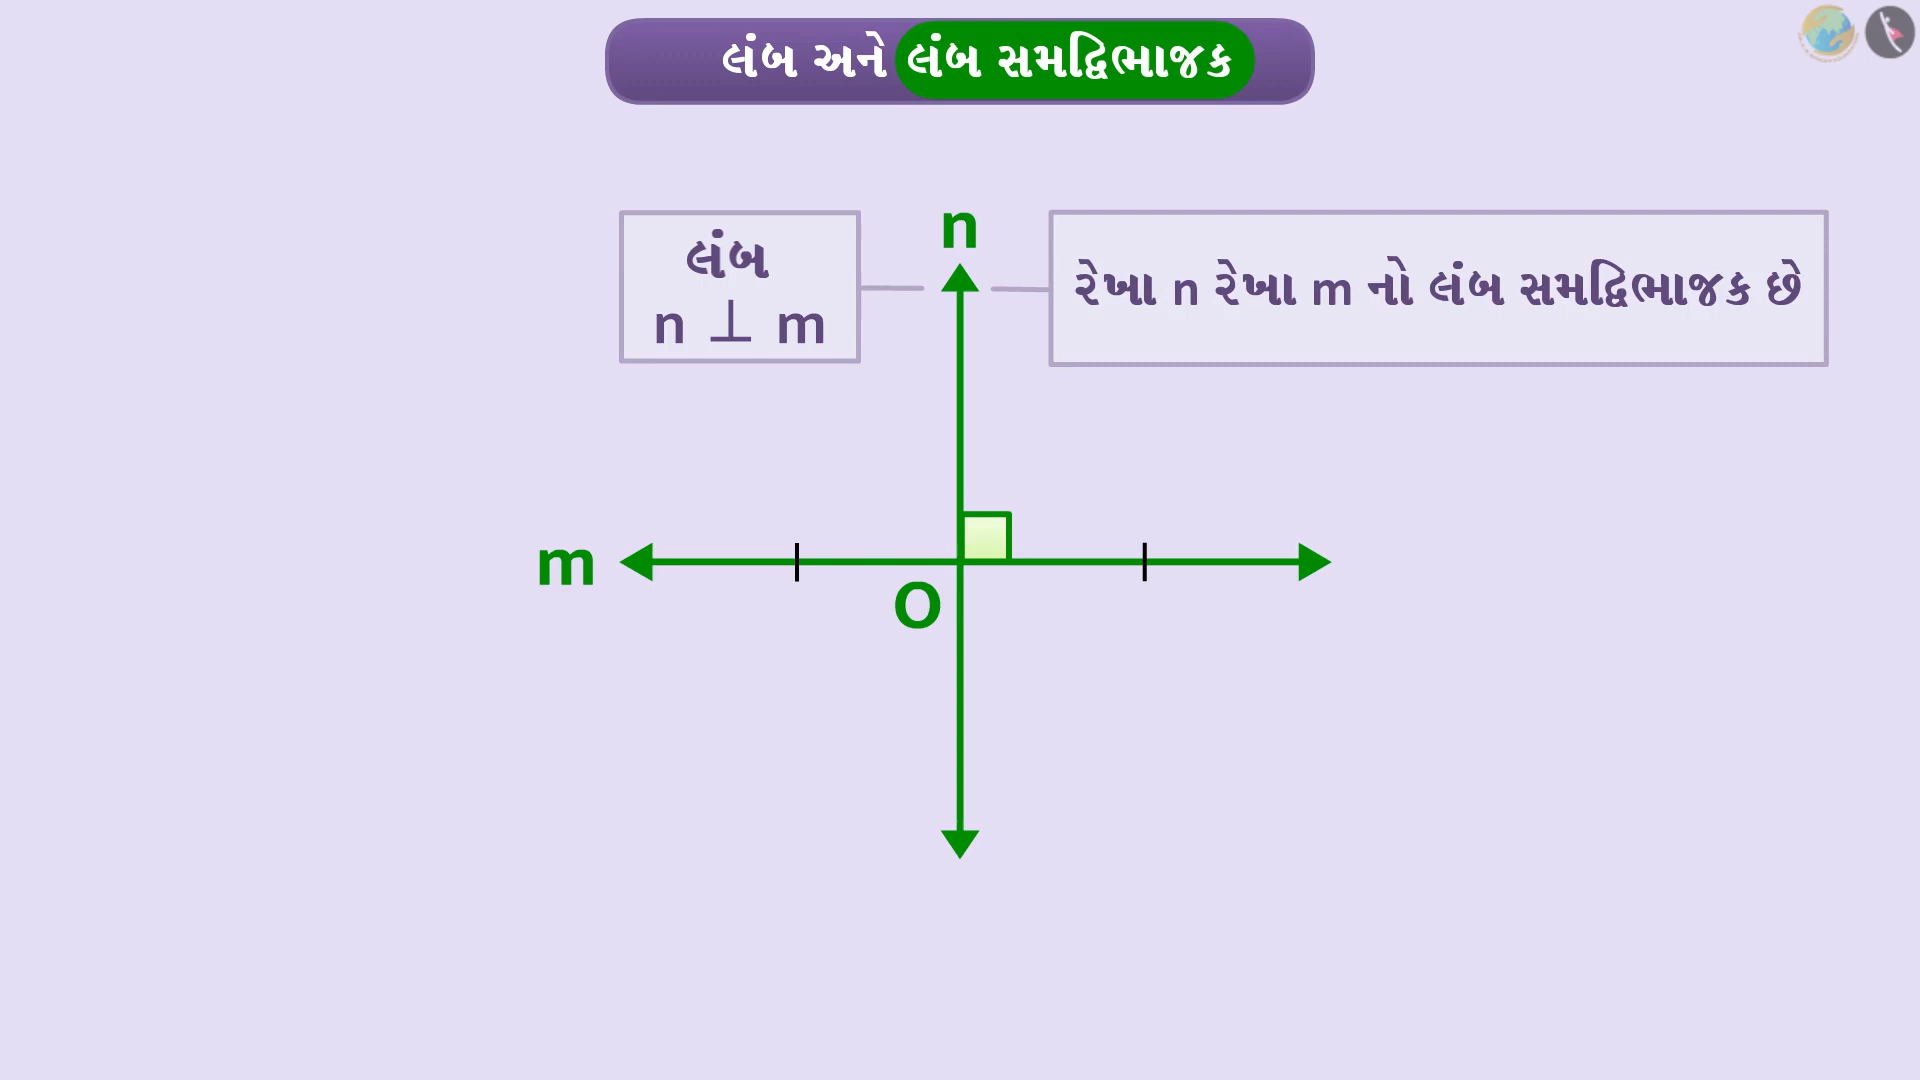 લંબ અને લંબ સમદ્વિભાજક
લંબ
n ⊥ m
n
રેખા n રેખા m નો લંબ સમદ્વિભાજક છે
m
O